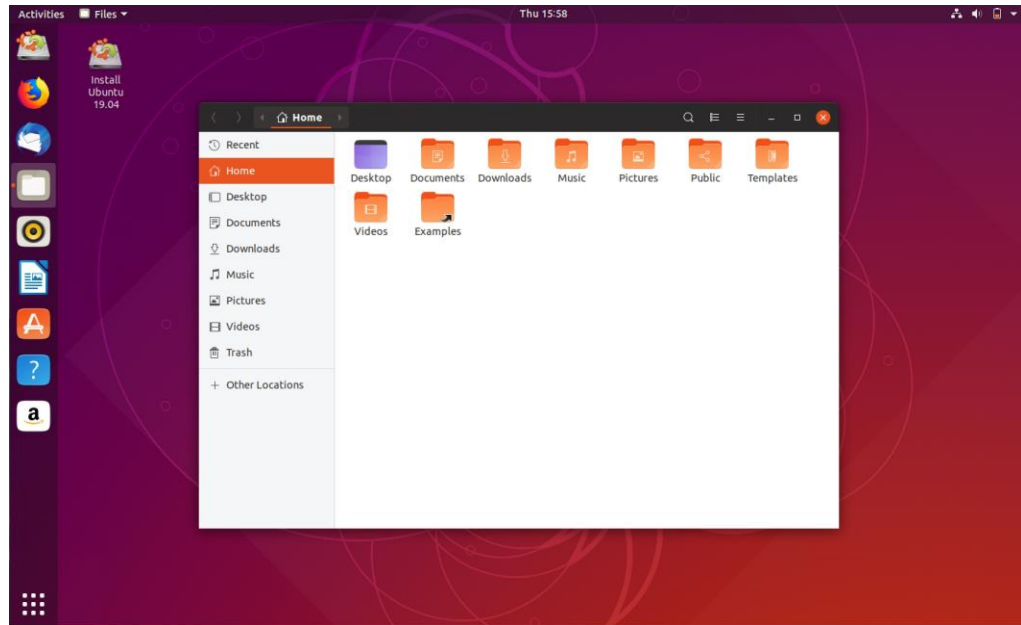 Activities Files Thu 15:58
Install
Ubuntu
19.04
Home
Recent
Home
Desktop
Documents
Downloads
Music
Pictures
Videos
Trash
Other Locations
Desktop Documents Downloads Music Pictures Public Templates
Videos Examples
?
a